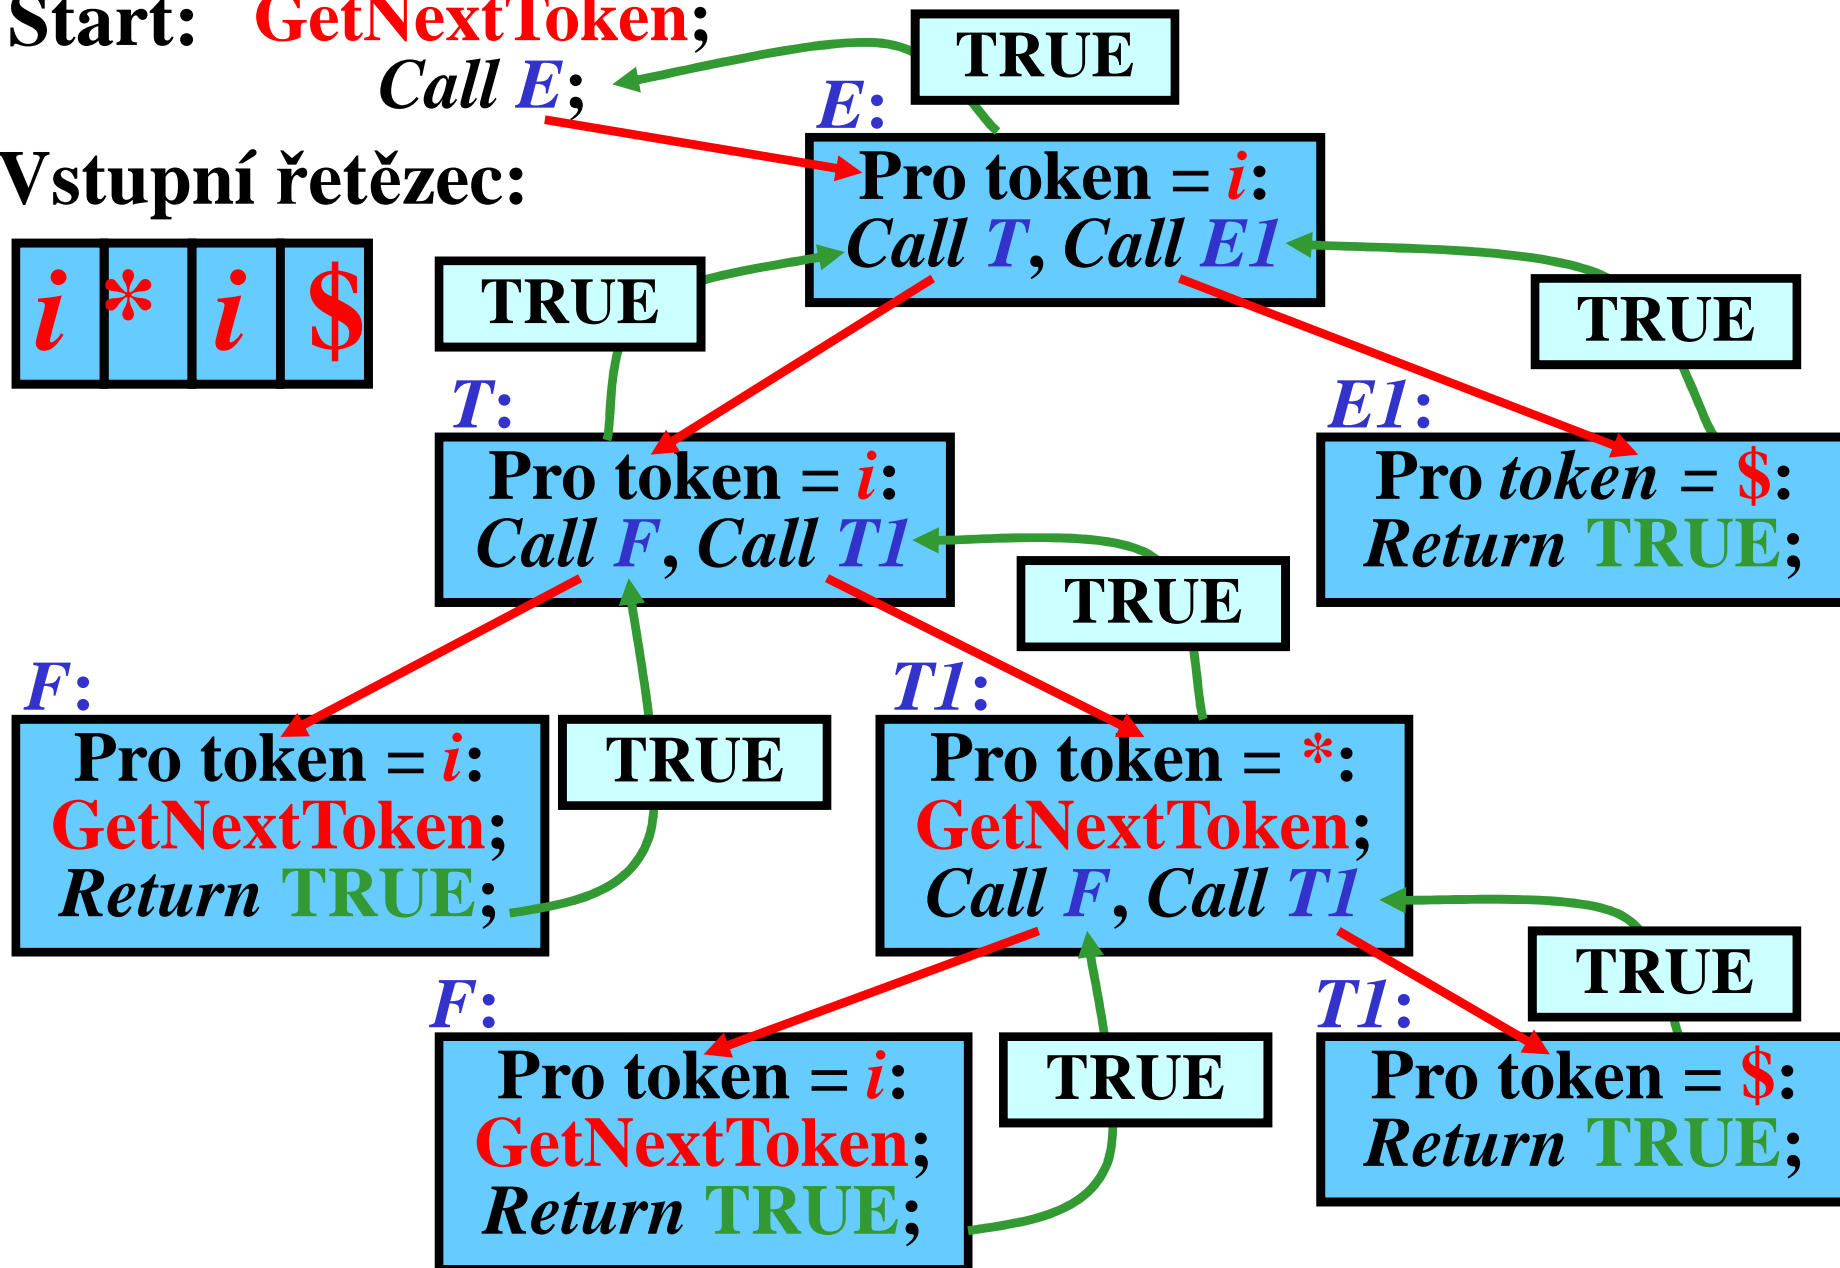 Start: GetNextToken;
Call E;
TRUE
E:
Pro token = i:
Call T, Call E1
Vstupní řetězec:
i * i $
TRUE
TRUE
T:
Pro token = i:
Call F, Call T1
E1:
Pro token = $:
Return TRUE;
TRUE
F:
Pro token = i:
GetNextToken;
Return TRUE;
TRUE
T1:
Pro token = *:
GetNextToken;
Call F, Call T1
TRUE
F:
Pro token = i:
GetNextToken;
Return TRUE;
TRUE
T1:
Pro token = $:
Return TRUE;